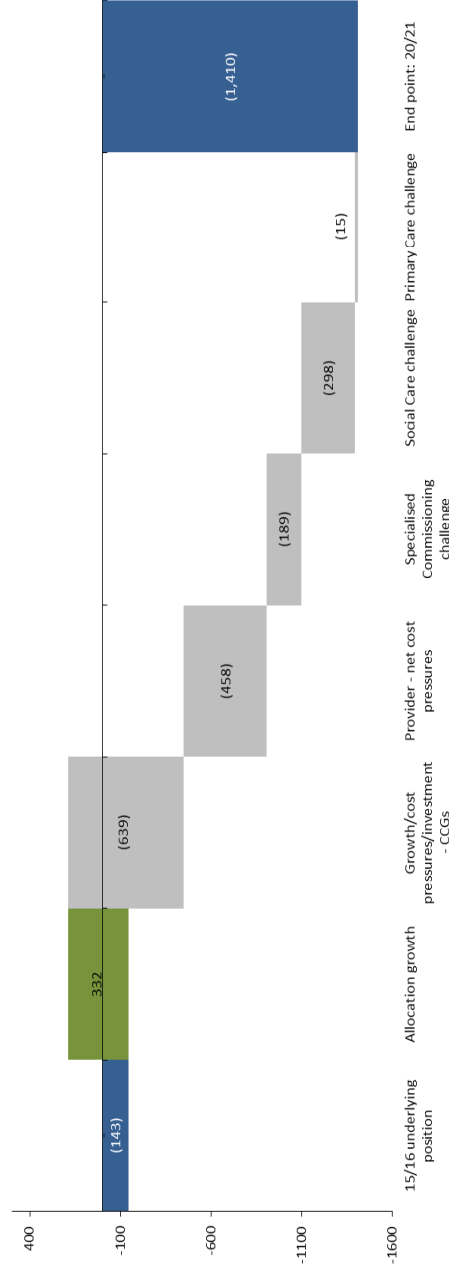 400
-100
-600
-1100
-1600
(143)
332
(639)
(458)
(189)
(298)
(15)
(1,410)
15/16 underlying
position
Allocation growth
Growth/cost
pressures/investment
- CCGs
Provider - net cost
pressures
Specialised
Commissioning
challenge
Social Care challenge
Primary Care challenge
End point: 20/21